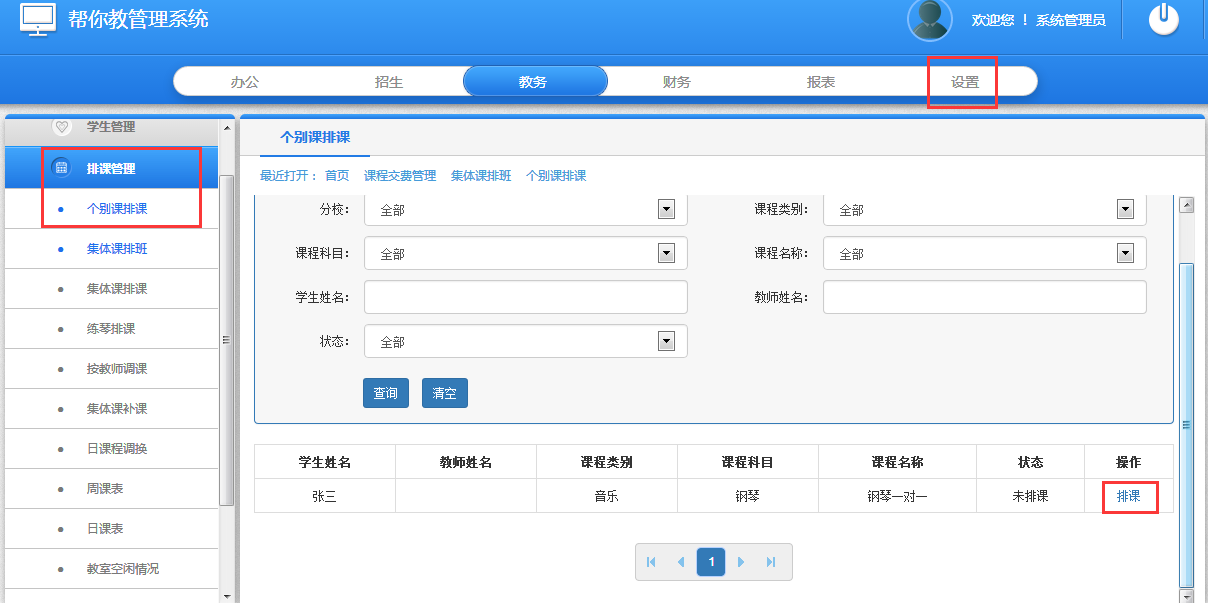 帮你教管理系统
欢迎您 ！ 系统管理员
办公 招生 教务 财务 报表 设置
学生管理
排课管理
个别课排课
集体课排班
集体课排课
练琴排课
按教师调课
集体课补课
日课程调换
周课表
日课表
教室空闲情况
个别课排课
最近打开： 首页 课程交费管理 集体课排班 个别课排课
分校： 全部 课程类别： 全部
课程科目： 全部 课程名称： 全部
学生姓名： 教师姓名：
状态： 全部
查询 清空
学生姓名 教师姓名 课程类别 课程科目 课程名称 状态 操作
张三 音乐 钢琴 钢琴一对一 未排课 排课
1